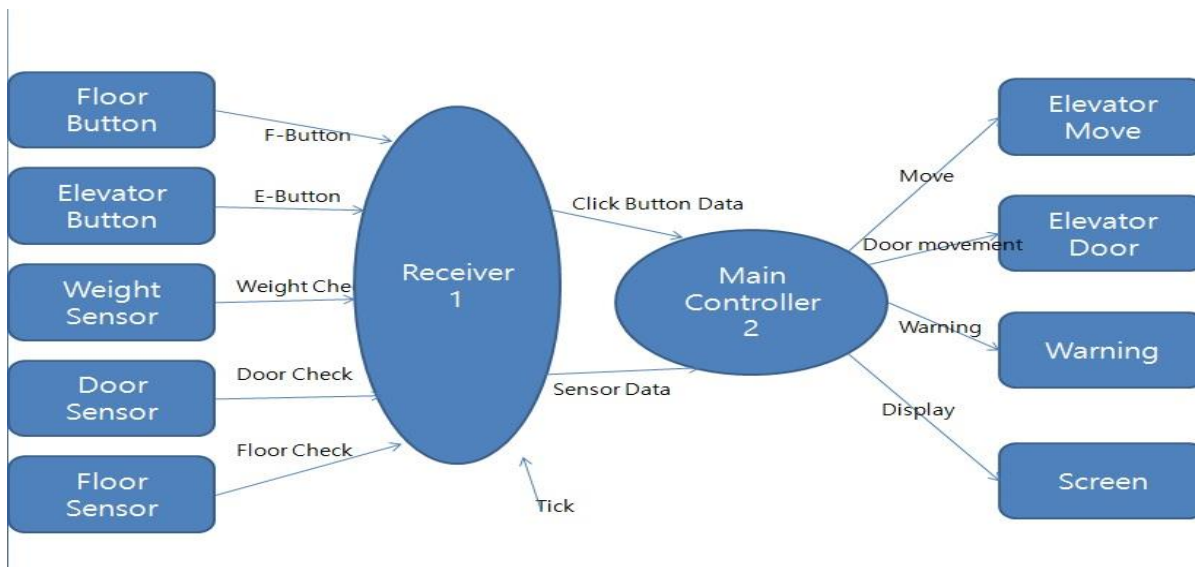 Floor
Button
Elevator
Button
Weight
Sensor
Door
Sensor
Floor
Sensor
F-Button
E-Button
Weight Che
Door Check
Floor Check
Receiver
1
Tick
Click Button Data
Sensor Data
Main
Controller
2
Move
Door movement
Warning
Display
Elevator
Move
Elevator
Door
Warning
Screen